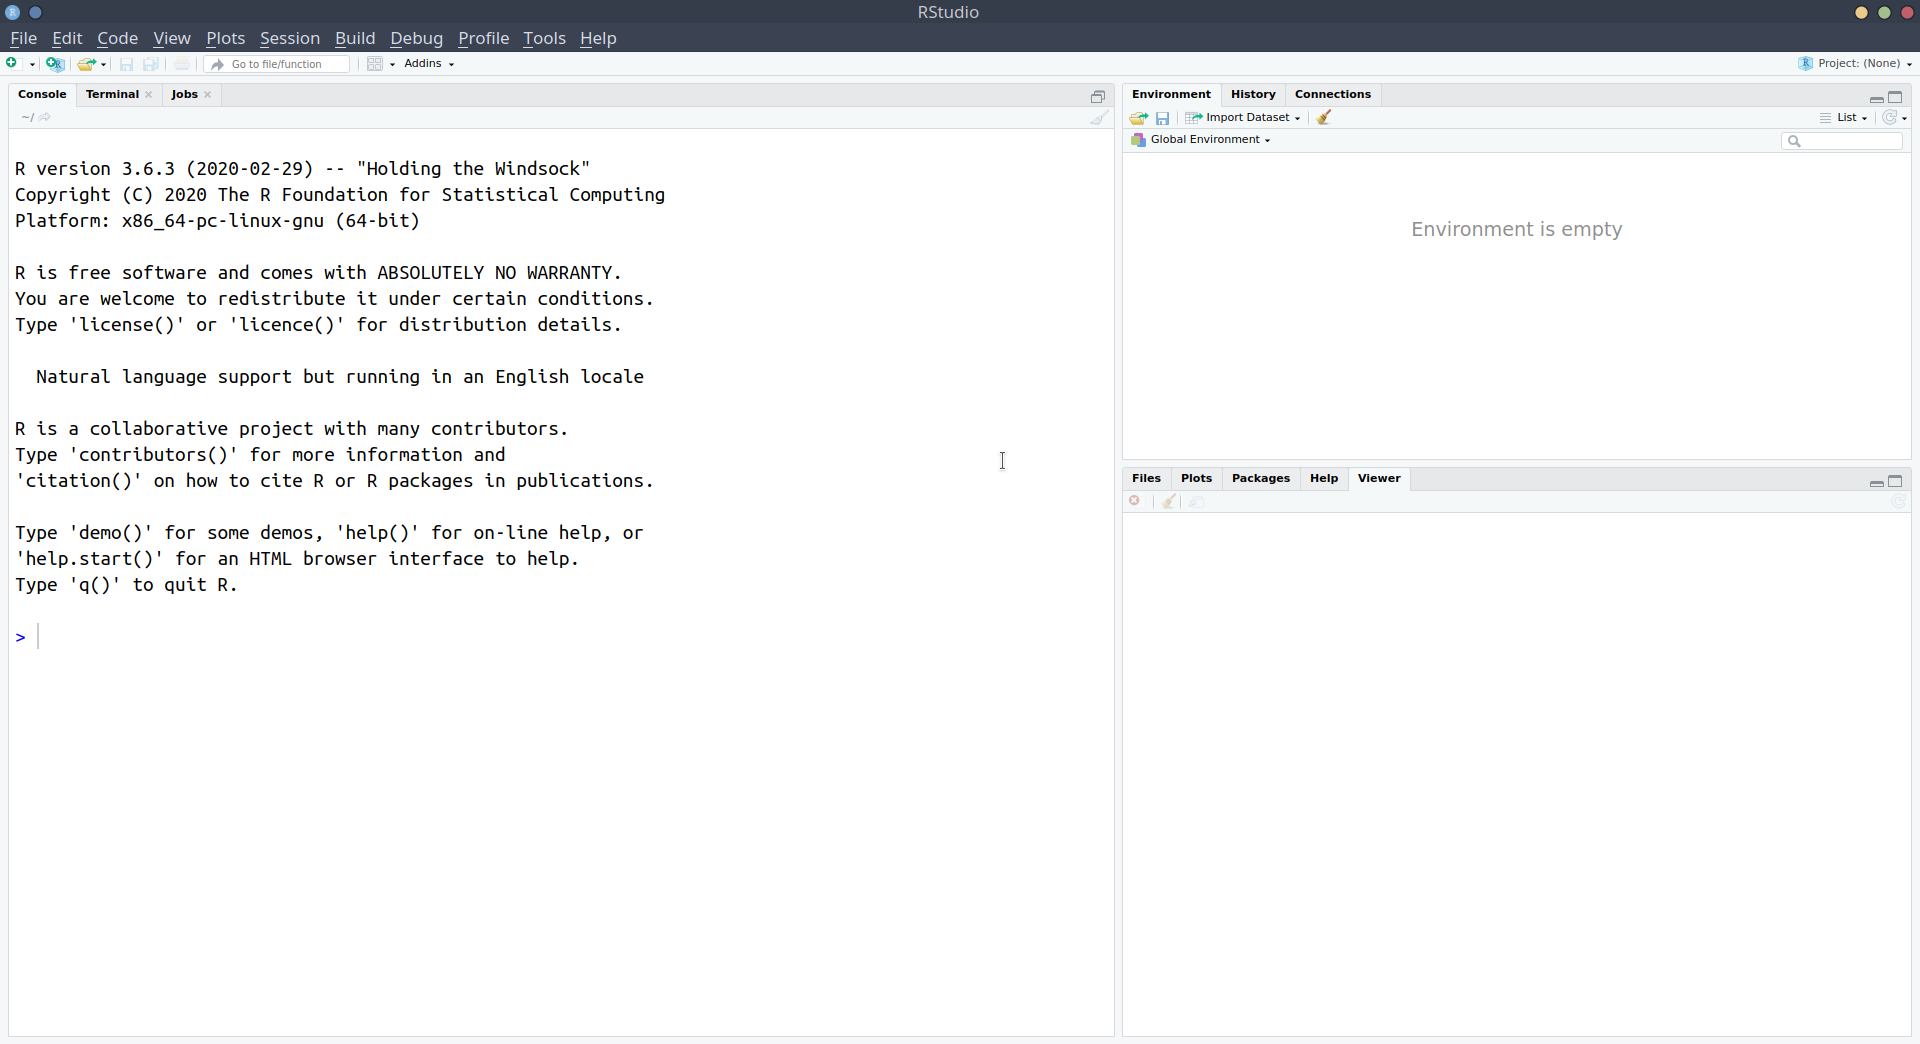 RStudio
File Edit Code View Plots Session Build Debug Profile Tools Help
Go to file/function Addins Project: (None)
Console Terminal Jobs
~/
R version 3.6.3 (2020-02-29) -- "Holding the Windsock"
Copyright (C) 2020 The R Foundation for Statistical Computing
Platform: x86_64-pc-linux-gnu (64-bit)
R is free software and comes with ABSOLUTELY NO WARRANTY.
You are welcome to redistribute it under certain conditions.
Type 'license()' or 'licence()' for distribution details.
Natural language support but running in an English locale
R is a collaborative project with many contributors.
Type 'contributors()' for more information and
'citation()' on how to cite R or R packages in publications.
Type 'demo()' for some demos, 'help()' for on-line help, or
'help.start()' for an HTML browser interface to help.
Type 'q()' to quit R.
>
Environment History Connections
Import Dataset List
Global Environment
Environment is empty
Files Plots Packages Help Viewer